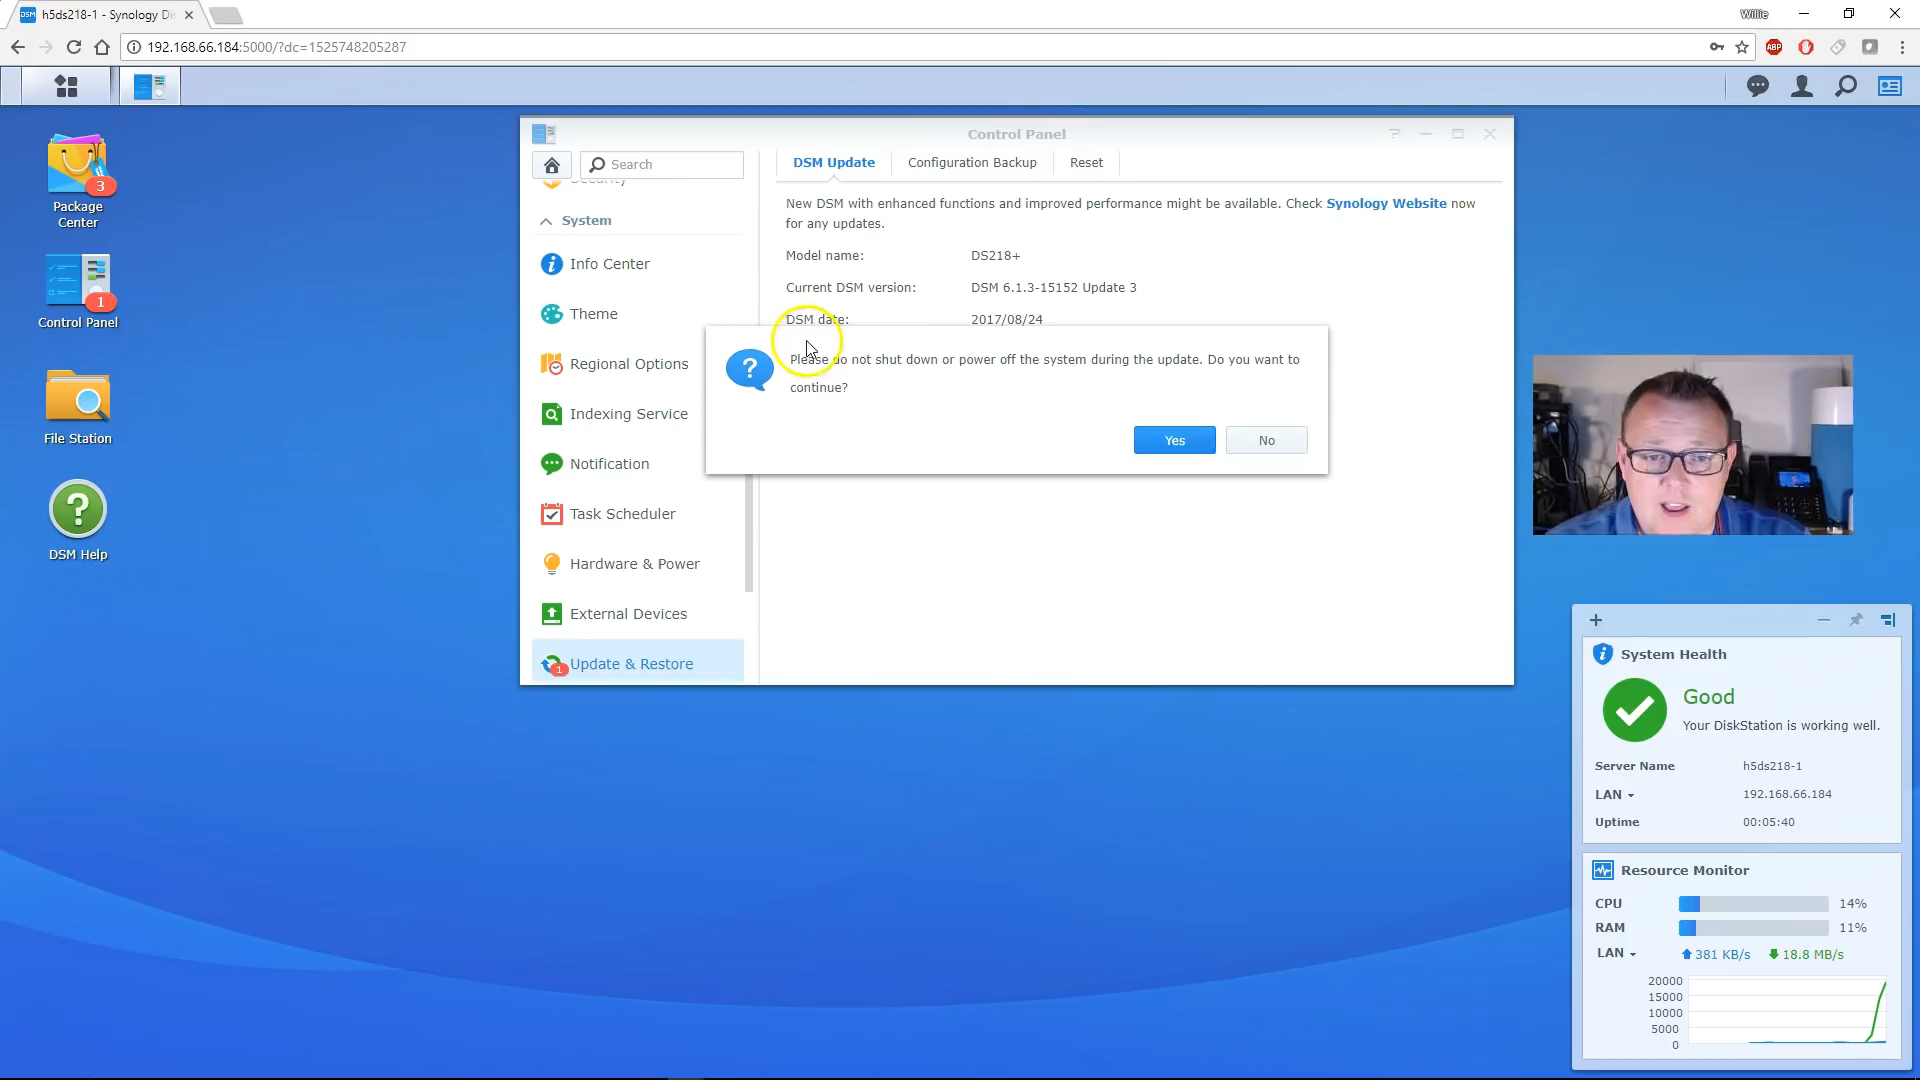 h5ds218-1 - Synology Di
Willie
192.168.66.184:5000/?dc=1525748205287
ABP
Control Panel
Search
DSM Update
Configuration Backup
Reset
Security
System
Info Center
Theme
Regional Options
Indexing Service
Notification
Task Scheduler
Hardware & Power
External Devices
1
Update & Restore
New DSM with enhanced functions and improved performance might be available. Check Synology Website now
for any updates.
Model name: DS218+
Current DSM version: DSM 6.1.3-15152 Update 3
DSM date: 2017/08/24
Please do not shut down or power off the system during the update. Do you want to
continue?
Yes
No
3
Package
Center
1
Control Panel
File Station
DSM Help
System Health
Good
Your DiskStation is working well.
Server Name h5ds218-1
LAN 192.168.66.184
Uptime 00:05:40
Resource Monitor
CPU 14%
RAM 11%
LAN 381 KB/s 18.8 MB/s
20000
15000
10000
5000
0